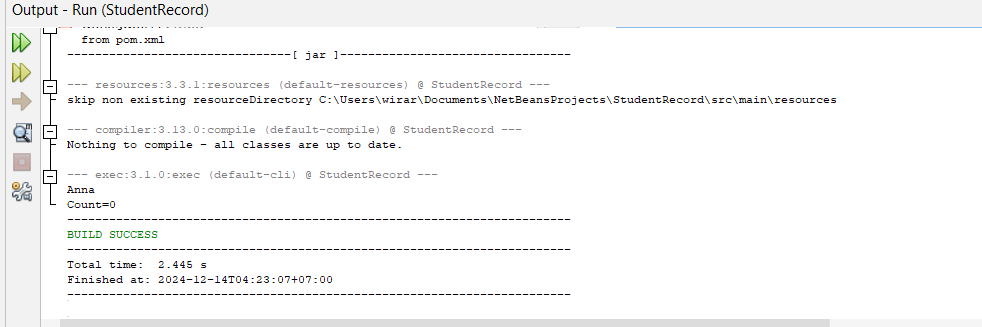 Output - Run (StudentRecord)
from pom.xml
--------------------------------[ jar ]---------------------------------
--- resources:3.3.1:resources (default-resources) @ StudentRecord ---
skip non existing resourceDirectory C:\Users\wirar\Documents\NetBeansProjects\StudentRecord\src\main\resources
--- compiler:3.13.0:compile (default-compile) @ StudentRecord ---
Nothing to compile - all classes are up to date.
--- exec:3.1.0:exec (default-cli) @ StudentRecord ---
Anna
Count=0
------------------------------------------------------------------------
BUILD SUCCESS
------------------------------------------------------------------------
Total time:  2.445 s
Finished at: 2024-12-14T04:23:07+07:00
------------------------------------------------------------------------